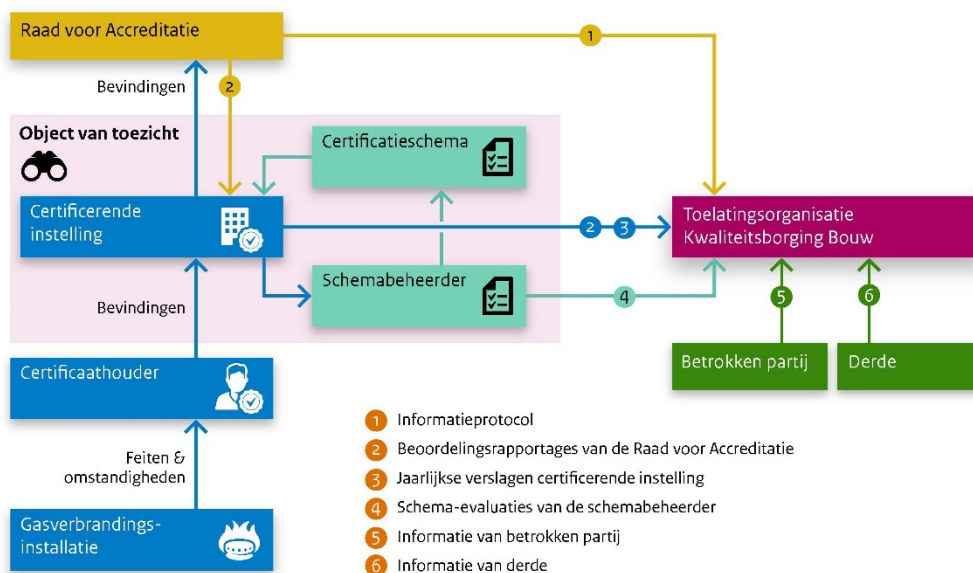 Raad voor Accreditatie
1
Bevindingen
2
Object van toezicht
Certificatieschema
Certificerende
instelling
2 3
Toelatingsorganisatie
Kwaliteitsborging Bouw
Schemabeheerder
4
5
6
Bevindingen
Certificaathouder
Betrokken partij
Derde
Feiten &
omstandigheden
Gasverbrandings-
installatie
1 Informatieprotocol
2 Beoordelingsrapportages van de Raad voor Accreditatie
3 Jaarlijkse verslagen certificerende instelling
4 Schema-evaluaties van de schemabeheerder
5 Informatie van betrokken partij
6 Informatie van derde